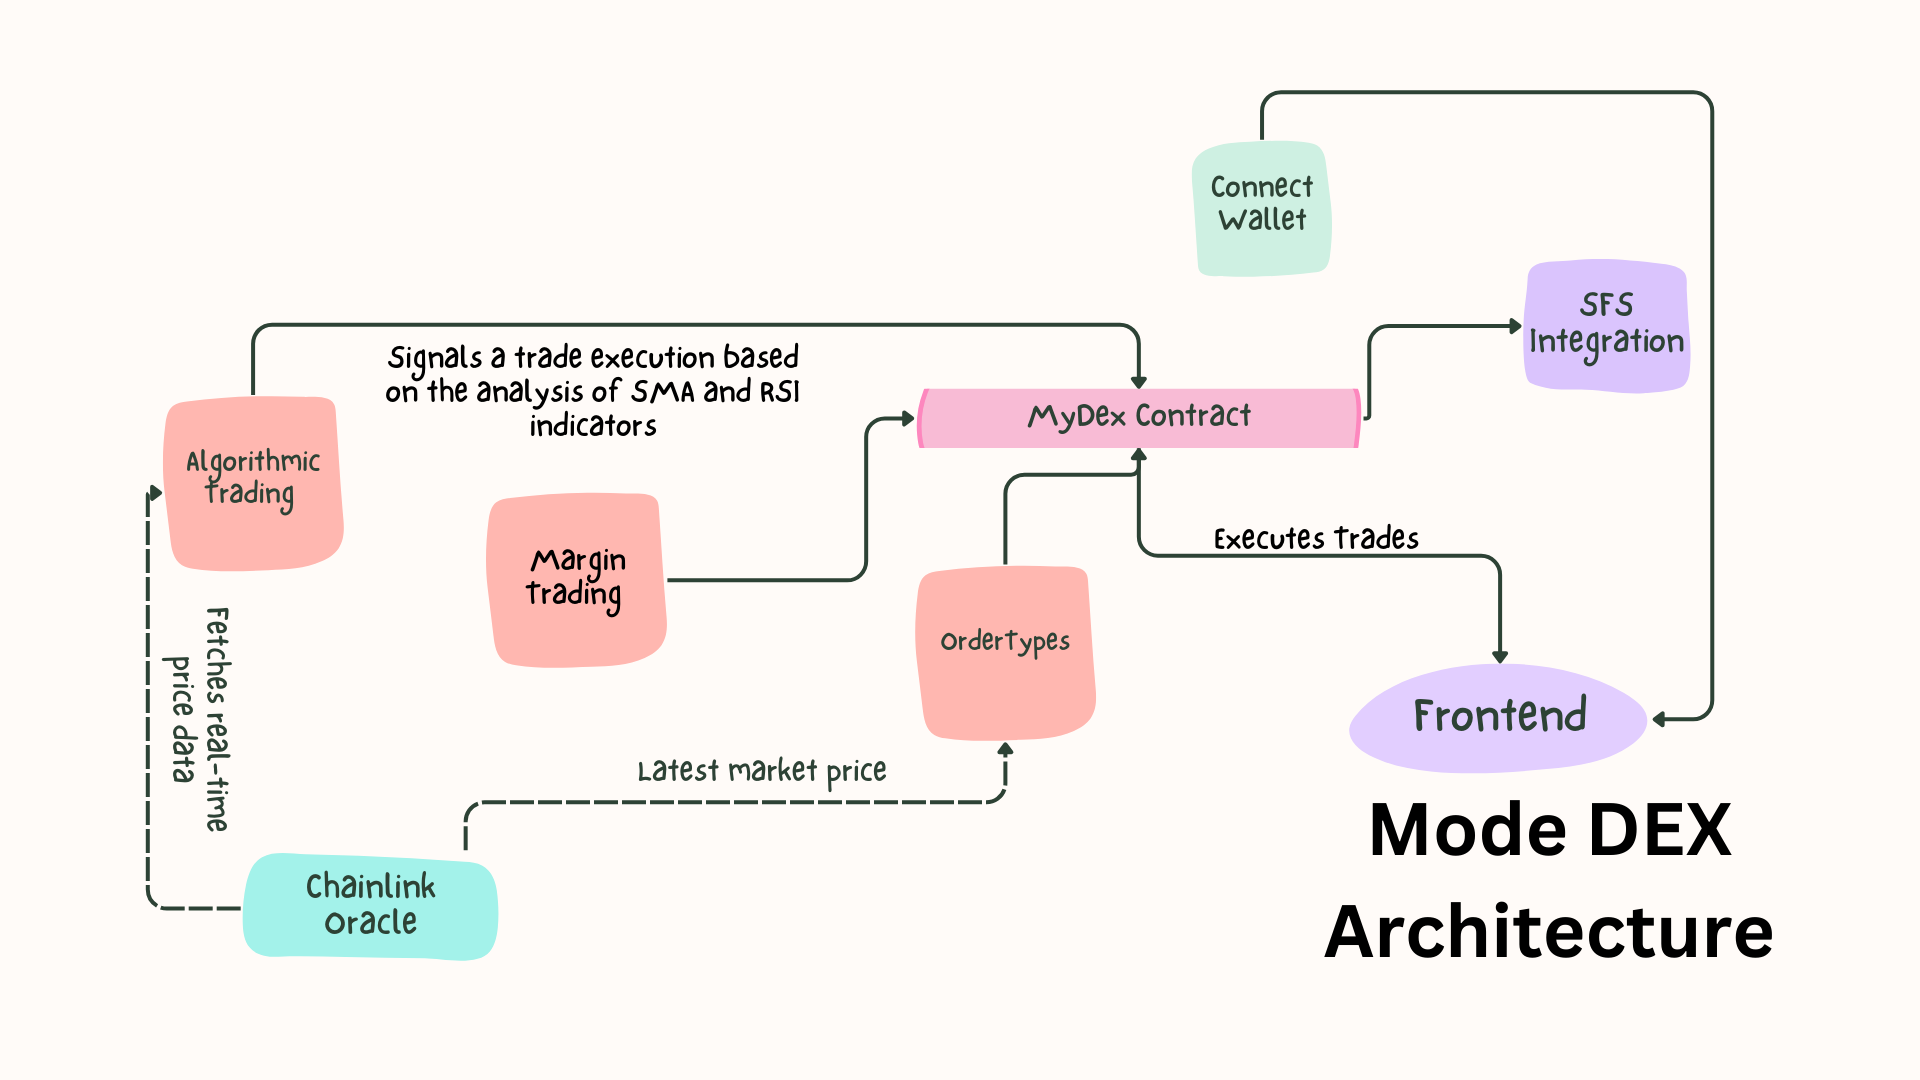 Connect
Wallet
SFS
Integration
Signals a trade execution based
on the analysis of SMA and RSI
indicators
MyDex Contract
Algorithmic
Trading
Margin
Trading
Executes Trades
OrderTypes
Fetches real-time
price data
Frontend
Latest market price
Chainlink
Oracle
Mode DEX
Architecture